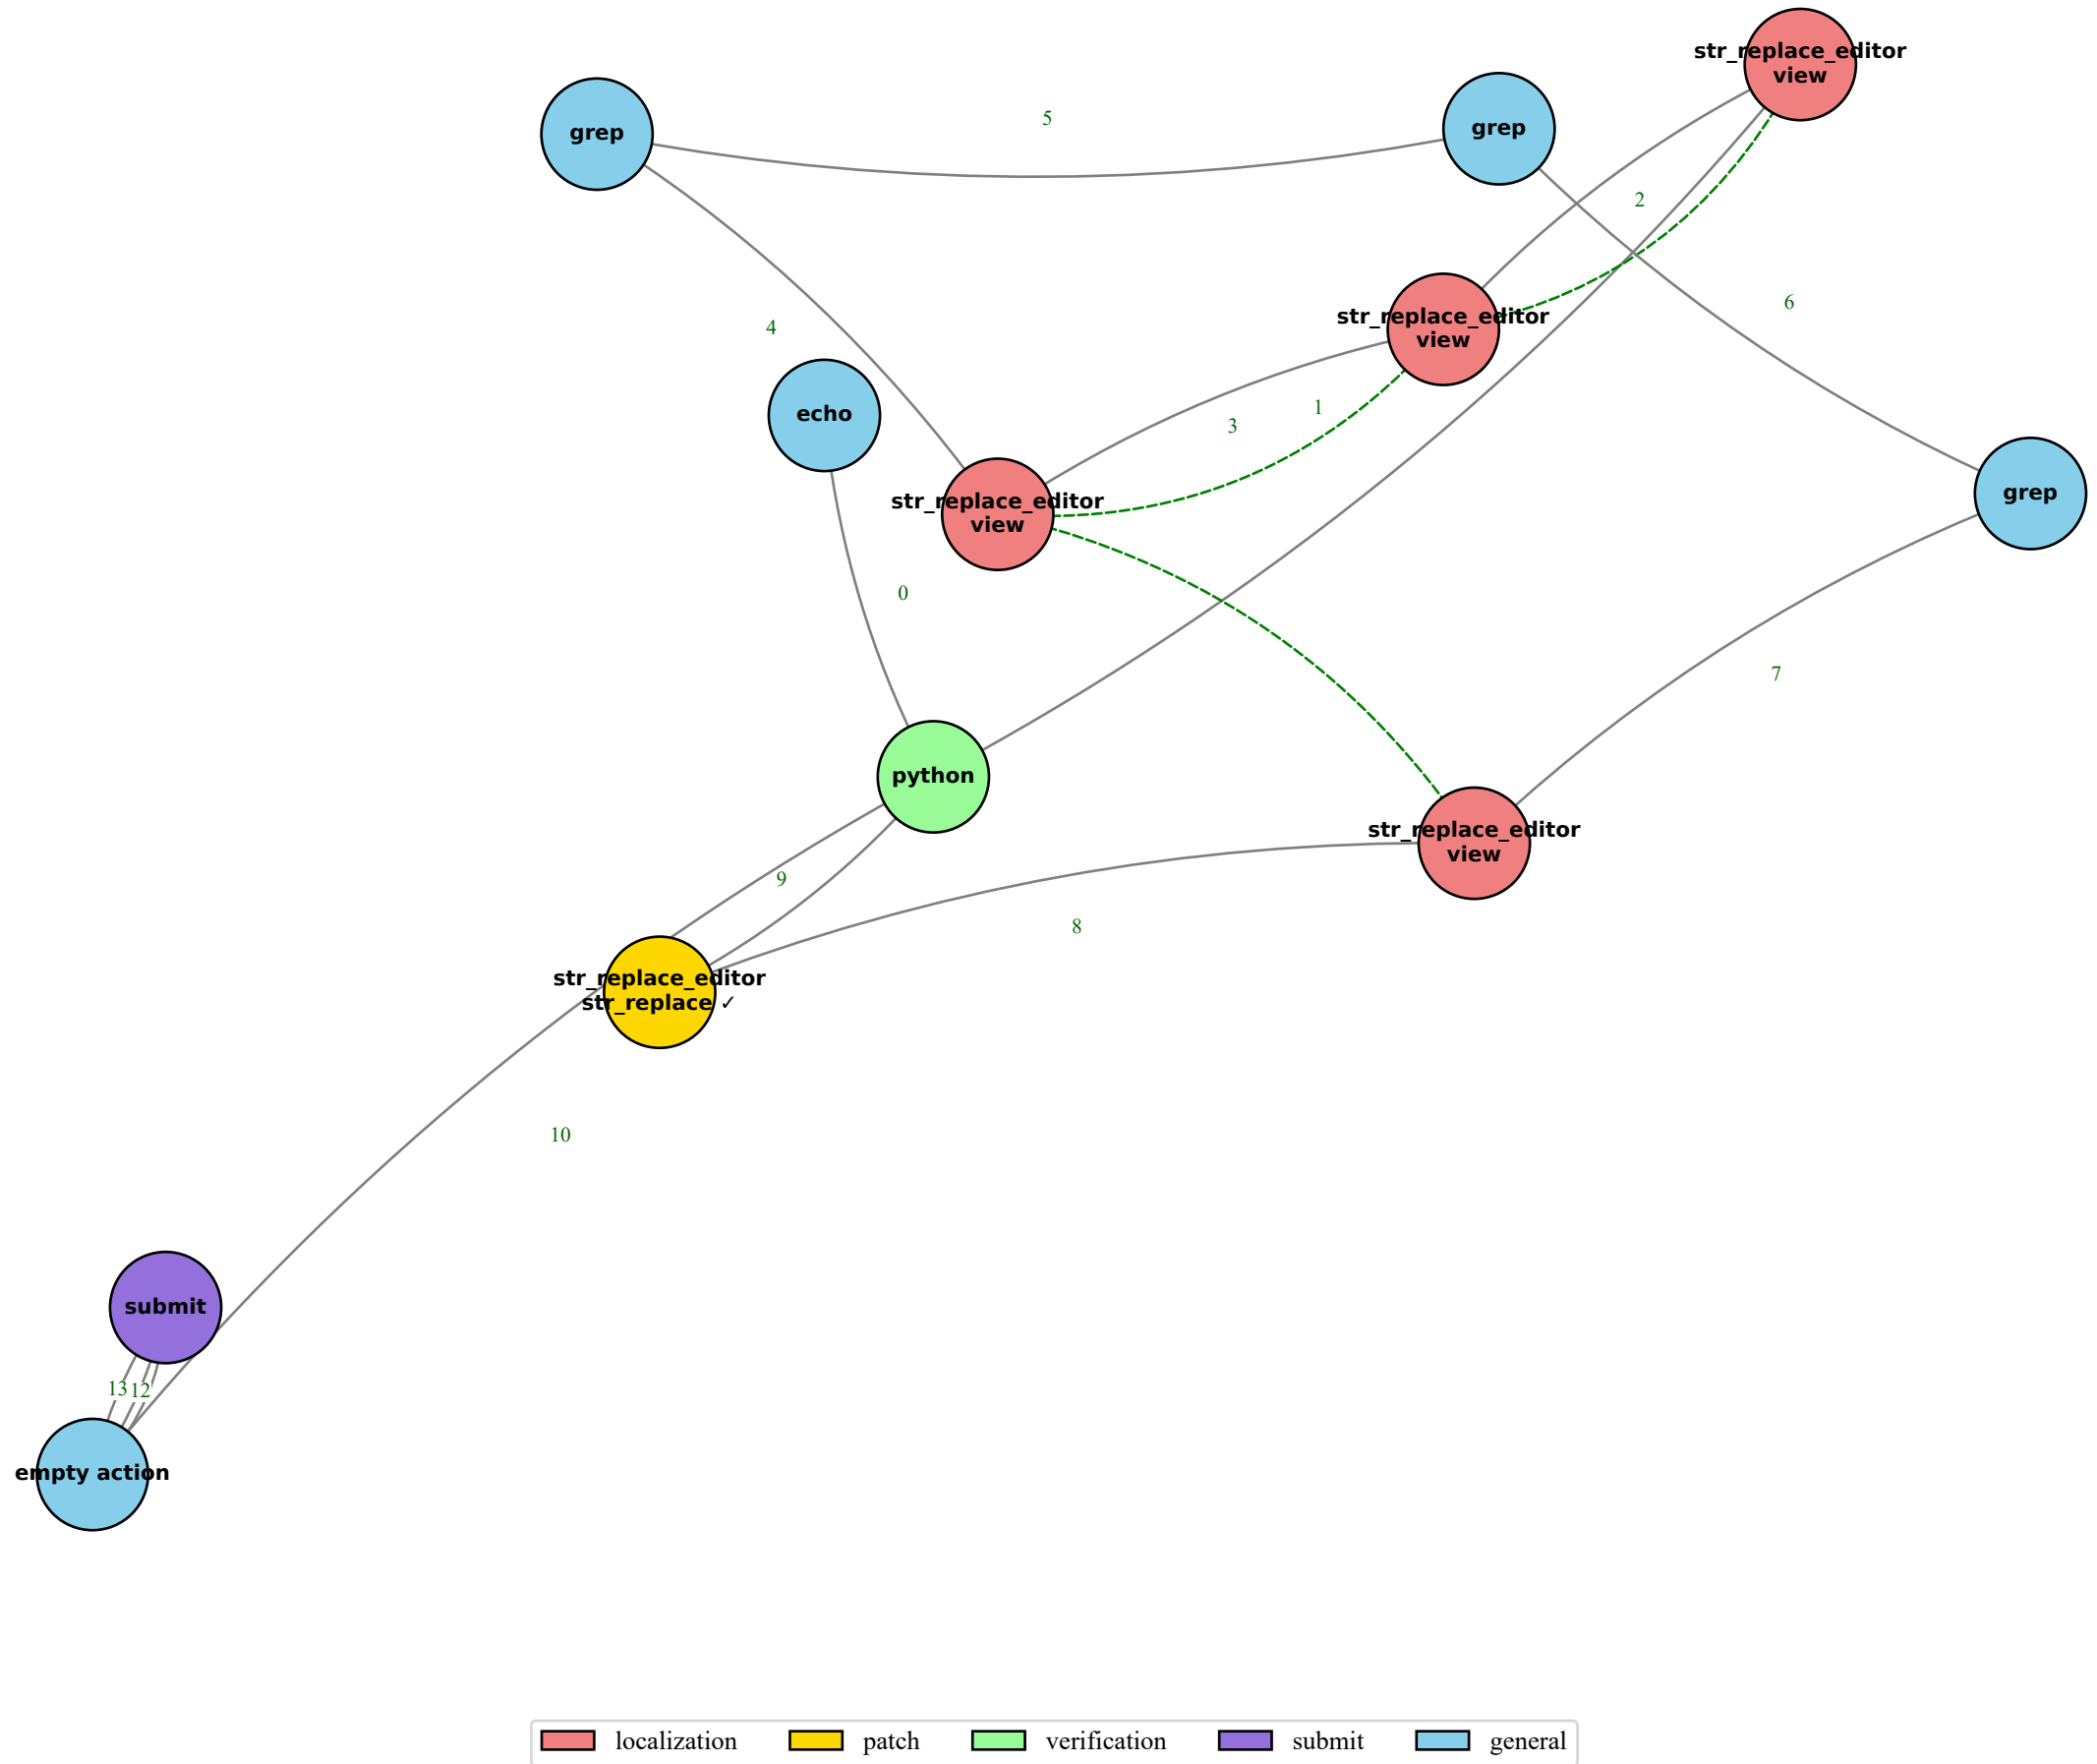 str_replace_editor
view
5
grep
grep
2
6
str_replace_editor
view
4
1
3
echo
str_replace_editor
view
grep
0
7
python
str_replace_editor
view
9
8
str_replace_editor
str_replace ✓
10
submit
13
12
empty action
localization
patch
verification
submit
general